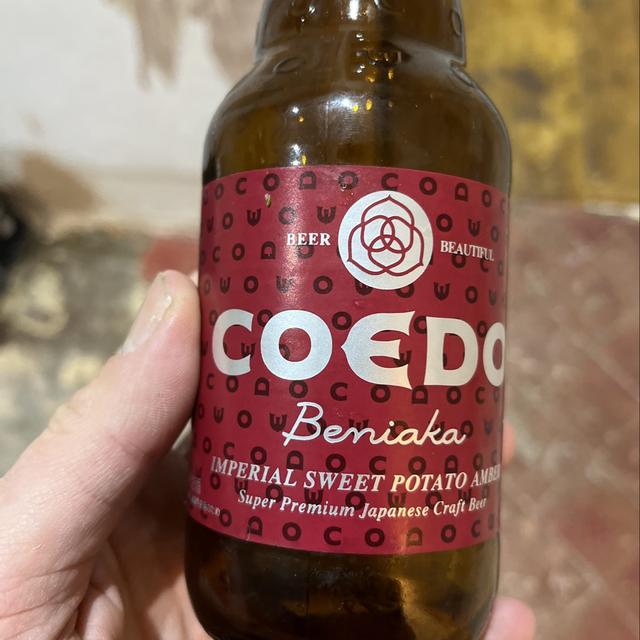 BEER BEAUTIFUL
COEDO
Beniaka
IMPERIAL SWEET POTATO AMBER
Super Premium Japanese Craft Beer